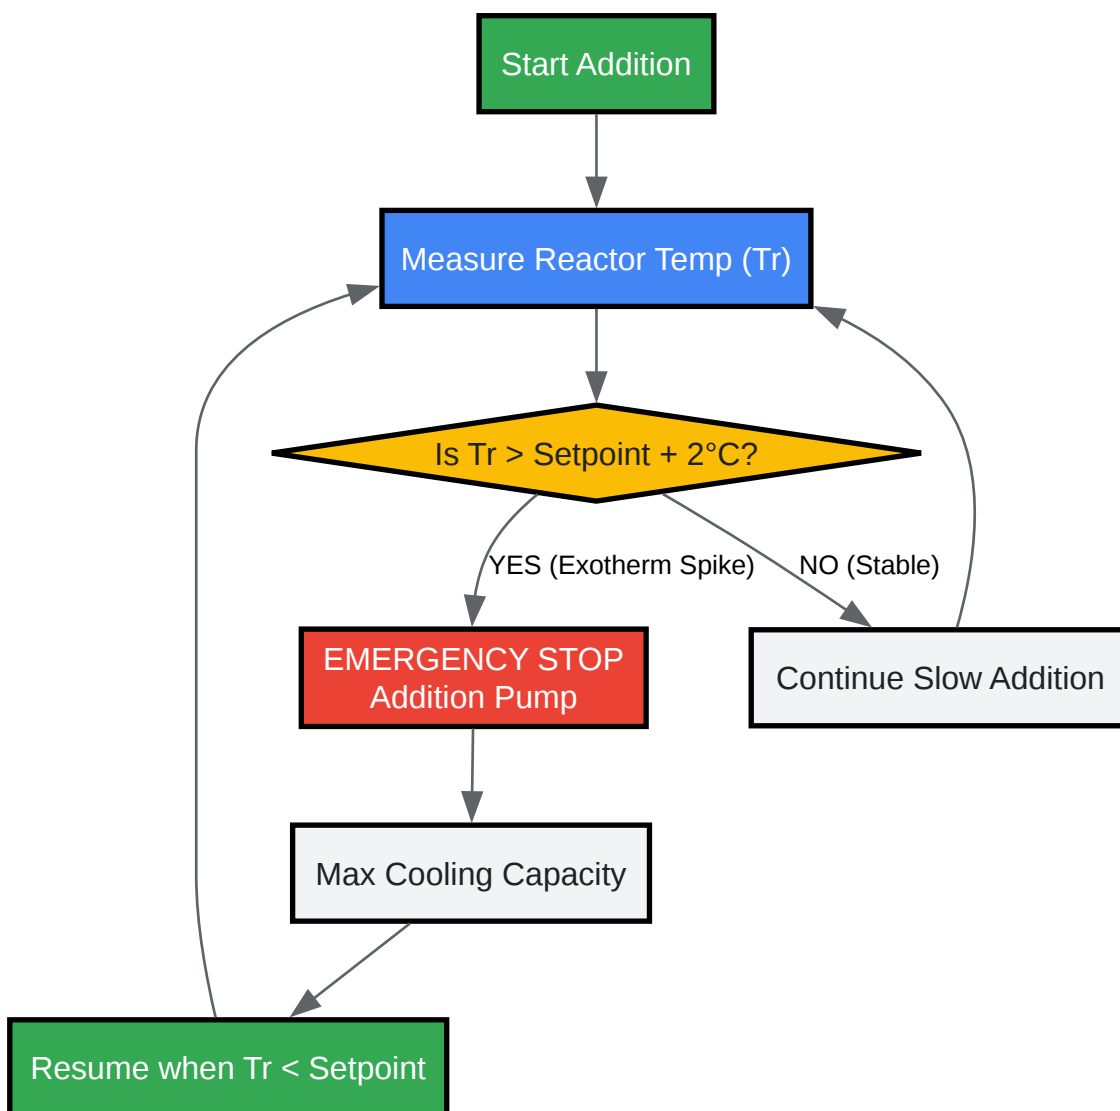 Start Addition
Measure Reactor Temp (Tr)
Is Tr > Setpoint + 2°C?
YES (Exotherm Spike)
NO (Stable)
EMERGENCY STOP
Addition Pump
Continue Slow Addition
Max Cooling Capacity
Resume when Tr < Setpoint